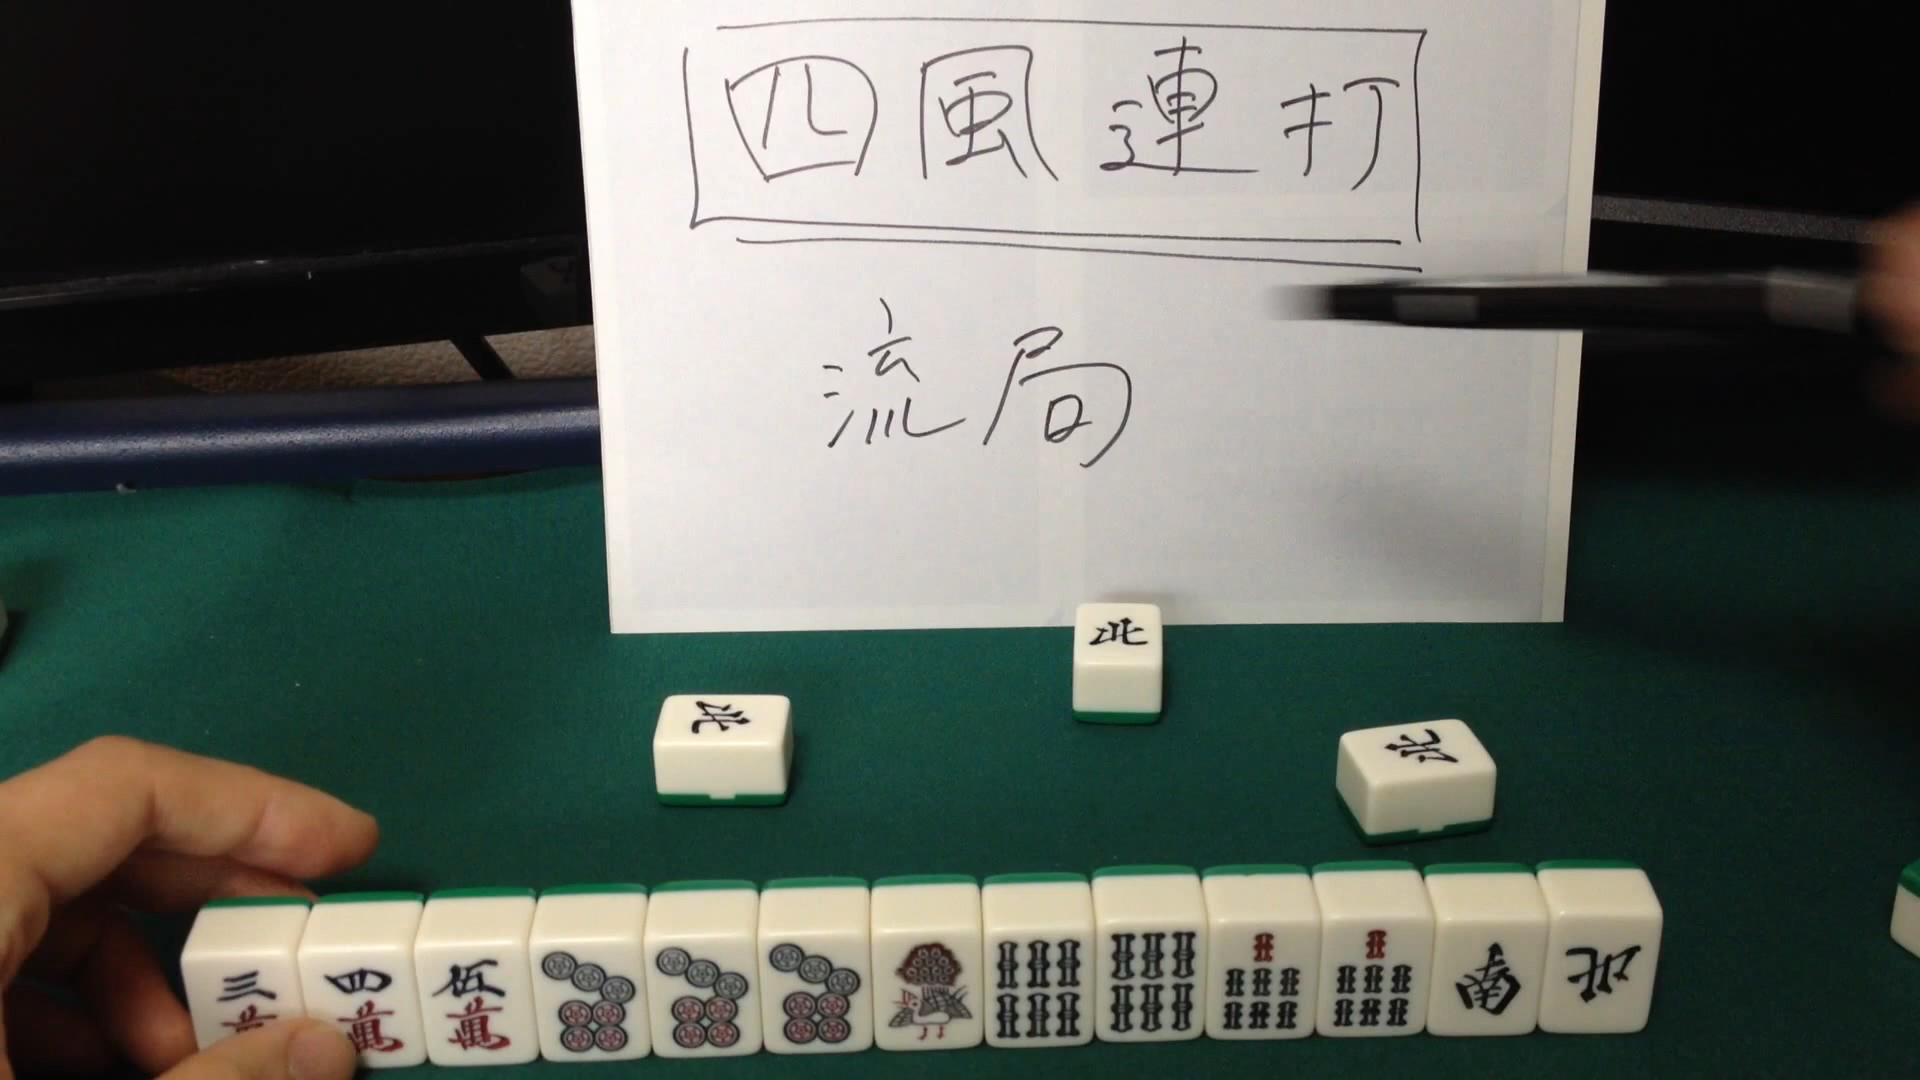 四風連打
流局
北
北
北
三萬 四萬 伍萬 南 北